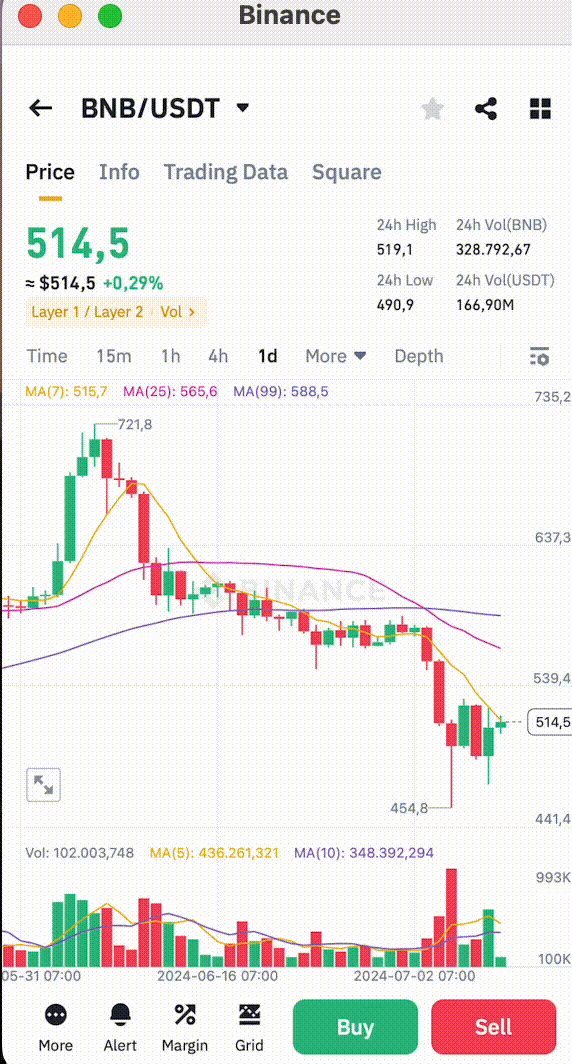 Binance
BNB/USDT
Price Info Trading Data Square
514,5
≈ $514,5 +0,29%
Layer 1 / Layer 2 Vol >
24h High 24h Vol(BNB)
519,1 328.792,67
24h Low 24h Vol(USDT)
490,9 166,90M
Time 15m 1h 4h 1d More Depth
MA(7): 515,7 MA(25): 565,6 MA(99): 588,5
735,2
721,8
637,3
BINANCE
539,4
514,5
454,8
441,4
Vol: 102.003,748 MA(5): 436.261,321 MA(10): 348.392,294
993K
100K
05-31 07:00 2024-06-16 07:00 2024-07-02 07:00
More Alert Margin Grid Buy Sell